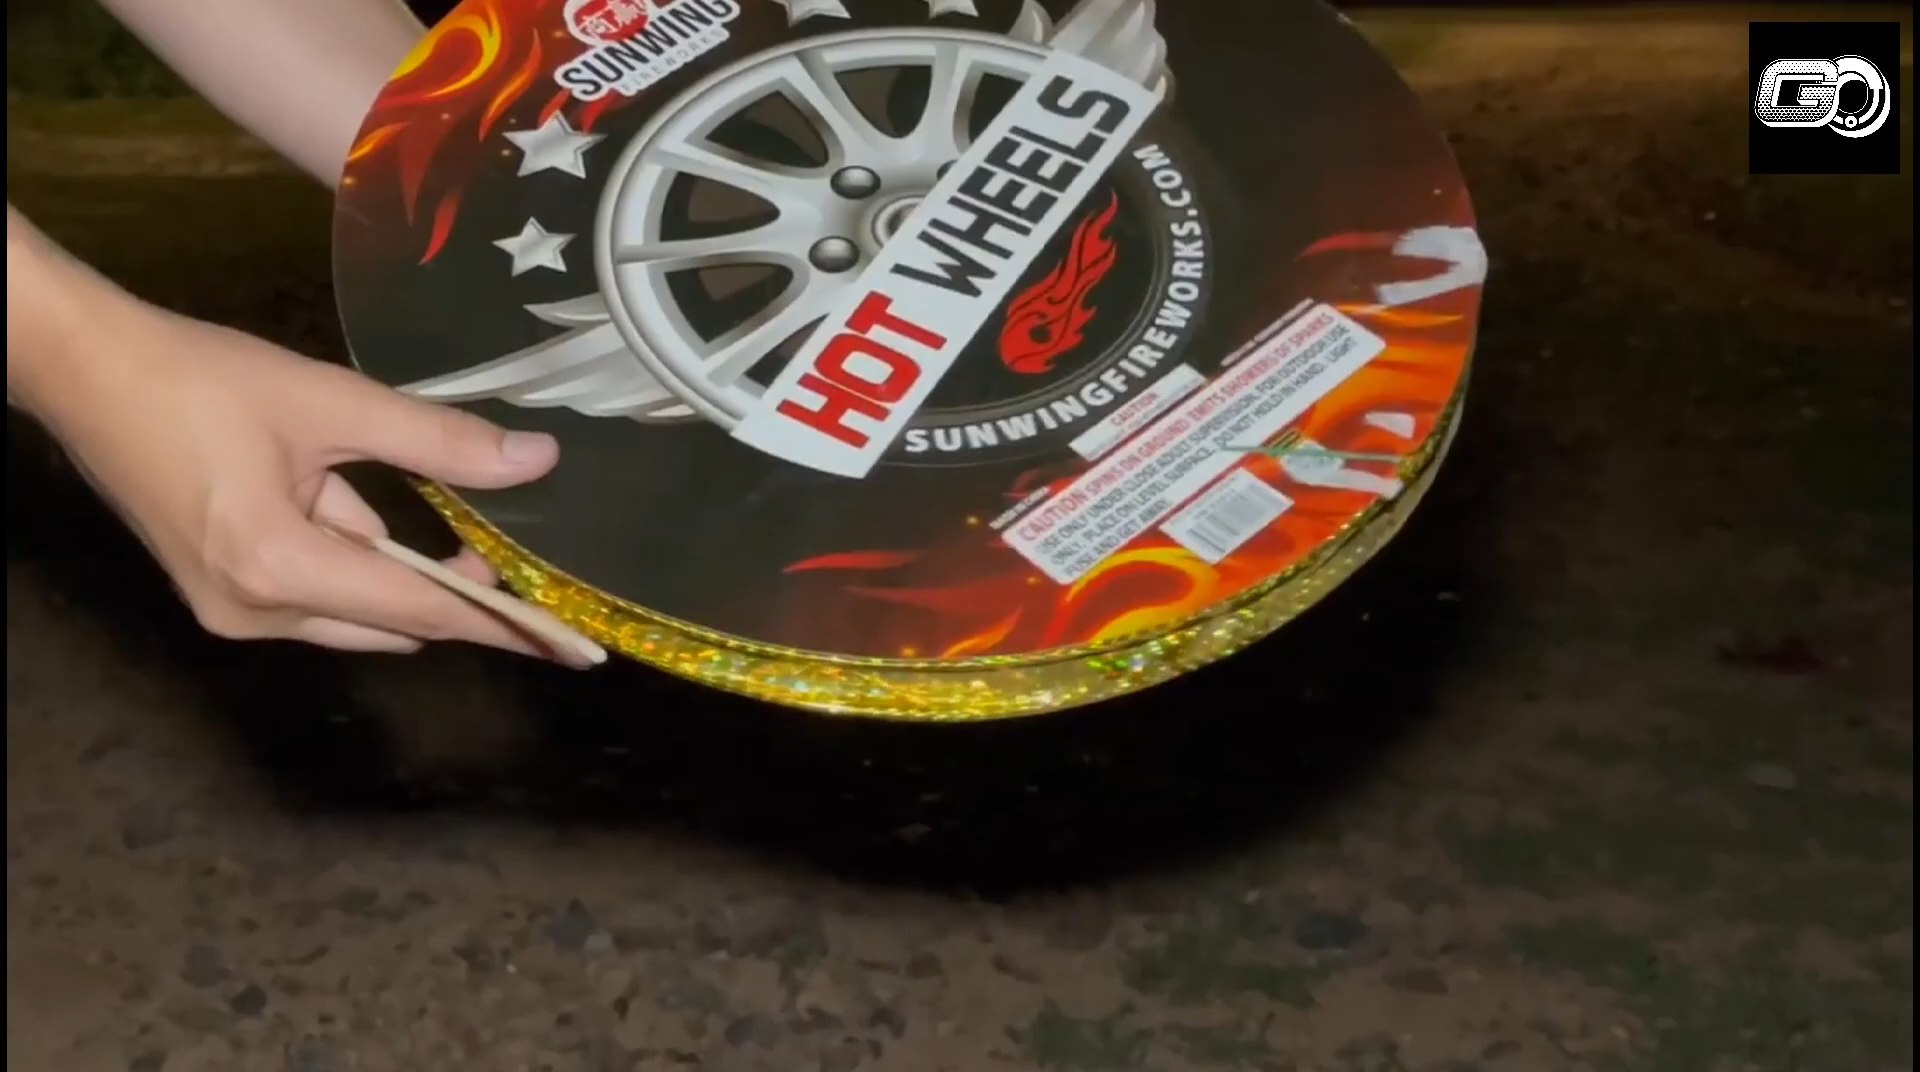 SUNWING
FIREWORKS
HOT WHEELS
SUNWINGFIREWORKS.COM
CAUTION
CAUTION SPINS ON GROUND EMITS SHOWERS OF SPARKS
USE ONLY UNDER CLOSE ADULT SUPERVISION. FOR OUTDOOR USE
ONLY. PLACE ON LEVEL SURFACE. DO NOT HOLD IN HAND. LIGHT
FUSE AND GET AWAY.
GO